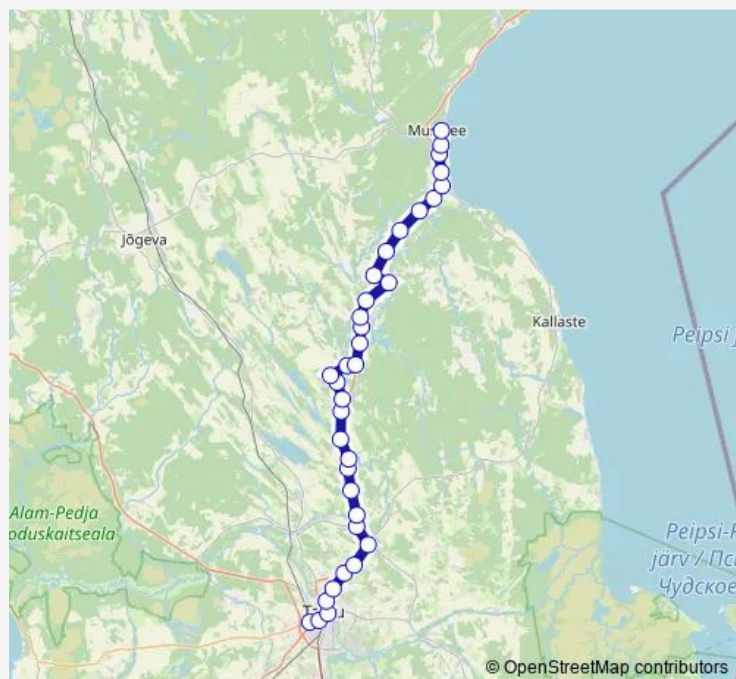 Jõgeva
Kallaste
Peipsi j
Alam-Pedja
oduskaitseala
Peipsi-P
järv / Пс
Чудское
© OpenStreetMap contributors